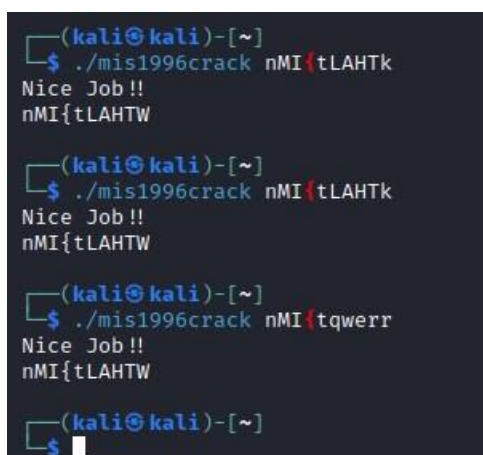 ┌──(kali㉿kali)-[~]
└─$ ./mis1996crack nMI{tLAHTk
Nice Job!!
nMI{tLAHTW
┌──(kali㉿kali)-[~]
└─$ ./mis1996crack nMI{tLAHTk
Nice Job!!
nMI{tLAHTW
┌──(kali㉿kali)-[~]
└─$ ./mis1996crack nMI{tqwerr
Nice Job!!
nMI{tLAHTW
┌──(kali㉿kali)-[~]
└─$